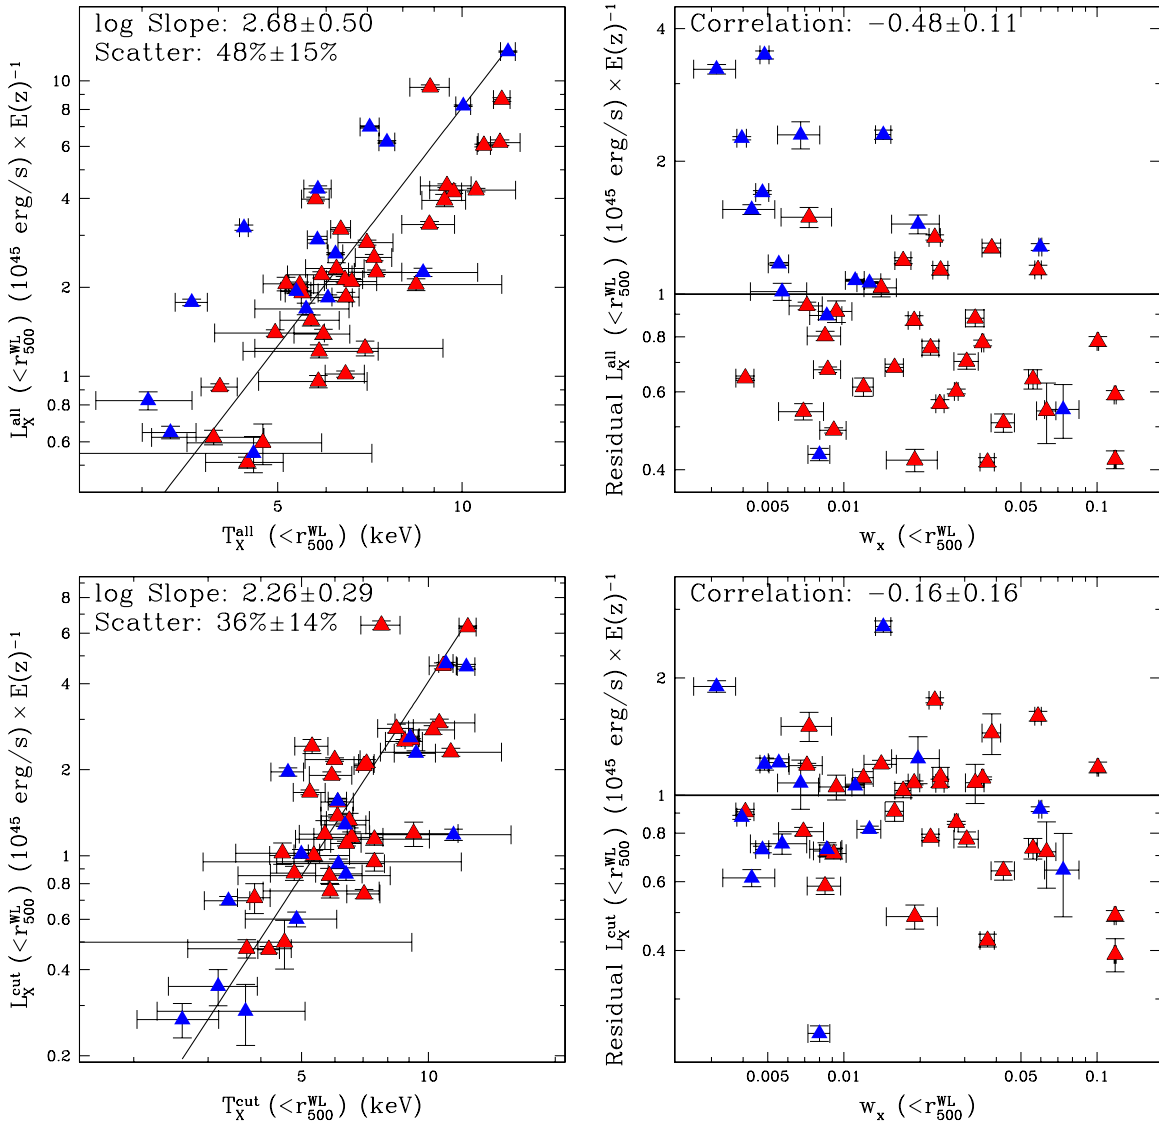 log Slope: 2.68±0.50
Scatter: 48%±15%
10
8
6
4
2
1
0.8
0.6
5
10
L_X^all (<r_500^WL) (10^45 erg/s) × E(z)^−1
T_X^all (<r_500^WL) (keV)
Correlation: −0.48±0.11
4
2
1
0.8
0.6
0.4
0.005
0.01
0.05
0.1
Residual L_X^all (<r_500^WL) (10^45 erg/s) × E(z)^−1
w_x (<r_500^WL)
log Slope: 2.26±0.29
Scatter: 36%±14%
8
6
4
2
1
0.8
0.6
0.4
0.2
5
10
L_X^cut (<r_500^WL) (10^45 erg/s) × E(z)^−1
T_X^cut (<r_500^WL) (keV)
Correlation: −0.16±0.16
2
1
0.8
0.6
0.4
0.005
0.01
0.05
0.1
Residual L_X^cut (<r_500^WL) (10^45 erg/s) × E(z)^−1
w_x (<r_500^WL)